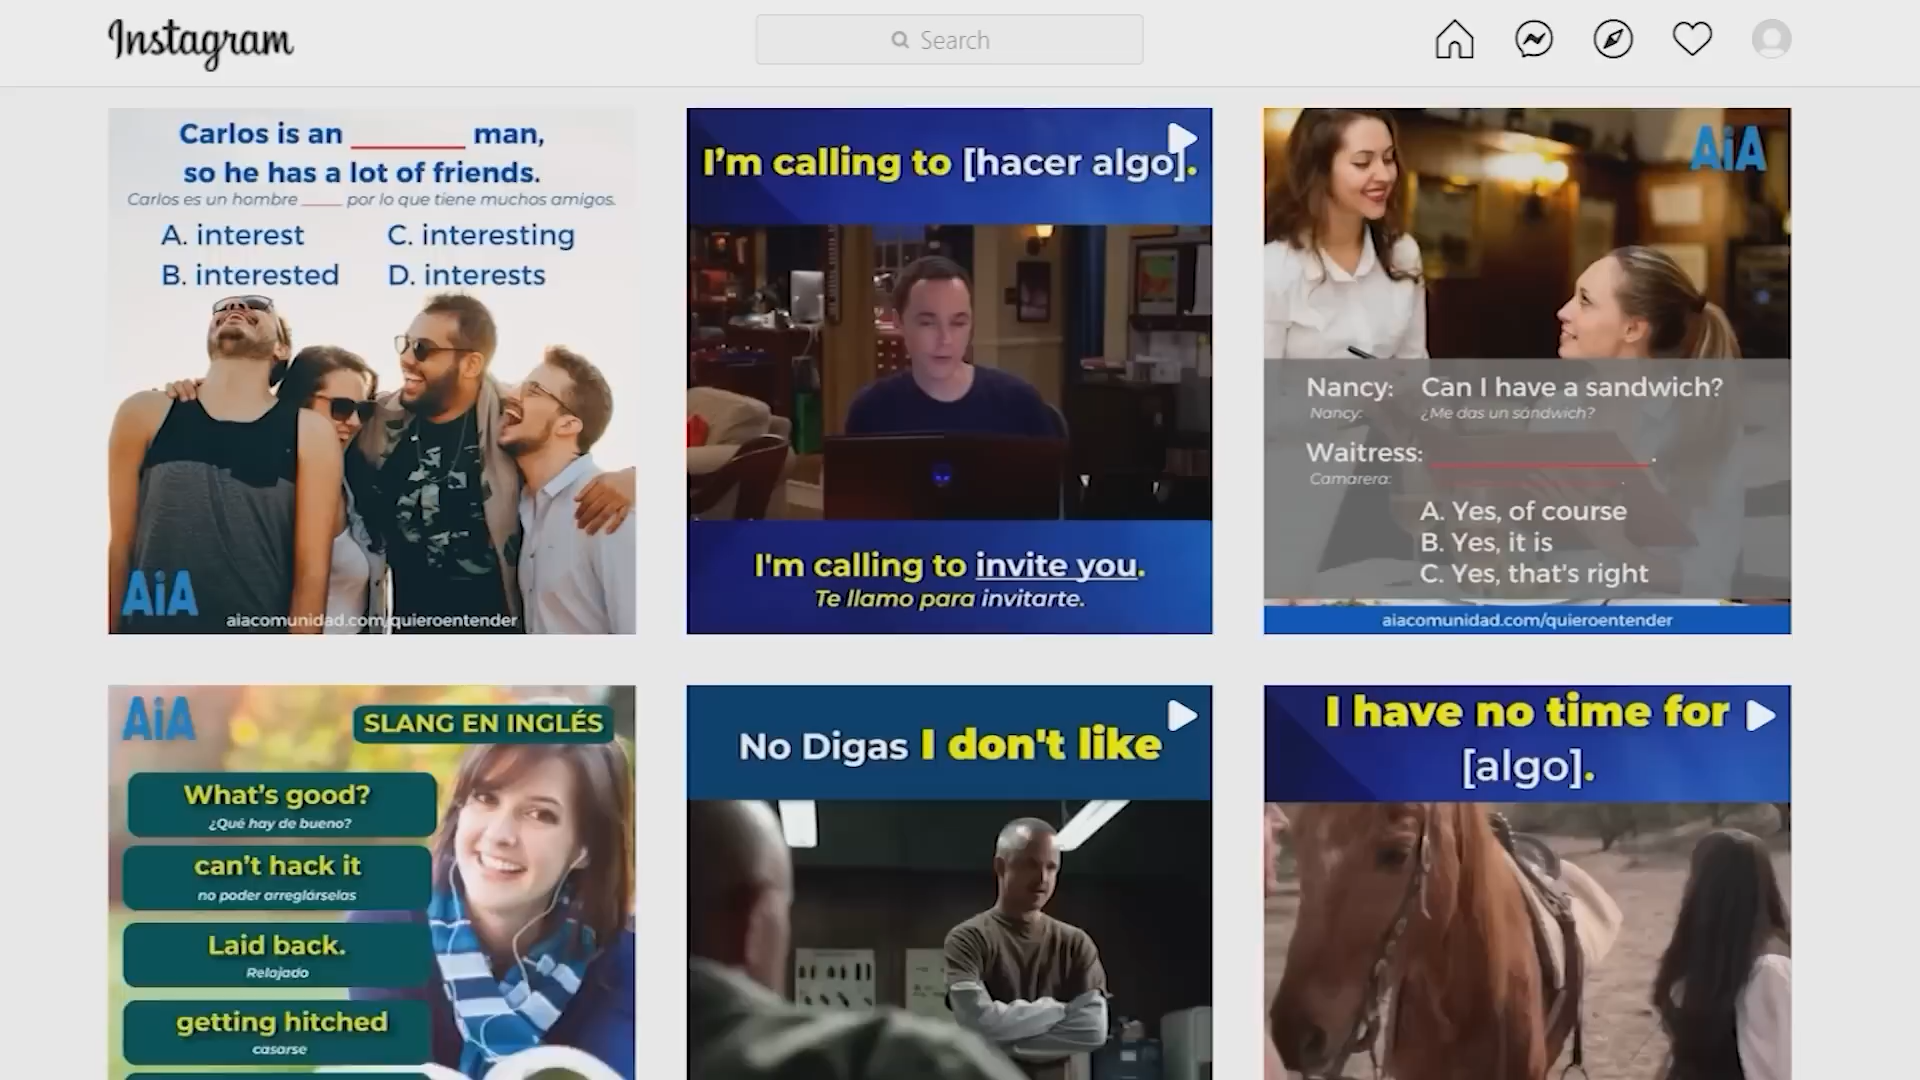 Instagram
Search
Carlos is an ______ man,
so he has a lot of friends.
Carlos es un hombre ____ por lo que tiene muchos amigos.
A. interest
C. interesting
B. interested
D. interests
AiA
aiacomunidad.com/quieroentender
I'm calling to [hacer algo].
I'm calling to invite you.
Te llamo para invitarte.
AiA
Nancy: Can I have a sandwich?
Nancy: ¿Me das un sándwich?
Waitress: ____________.
Camarera:
A. Yes, of course
B. Yes, it is
C. Yes, that's right
aiacomunidad.com/quieroentender
AiA
SLANG EN INGLÉS
What's good?
¿Qué hay de bueno?
can't hack it
no poder arreglárselas
Laid back.
Relajado
getting hitched
casarse
No Digas I don't like
I have no time for
[algo].